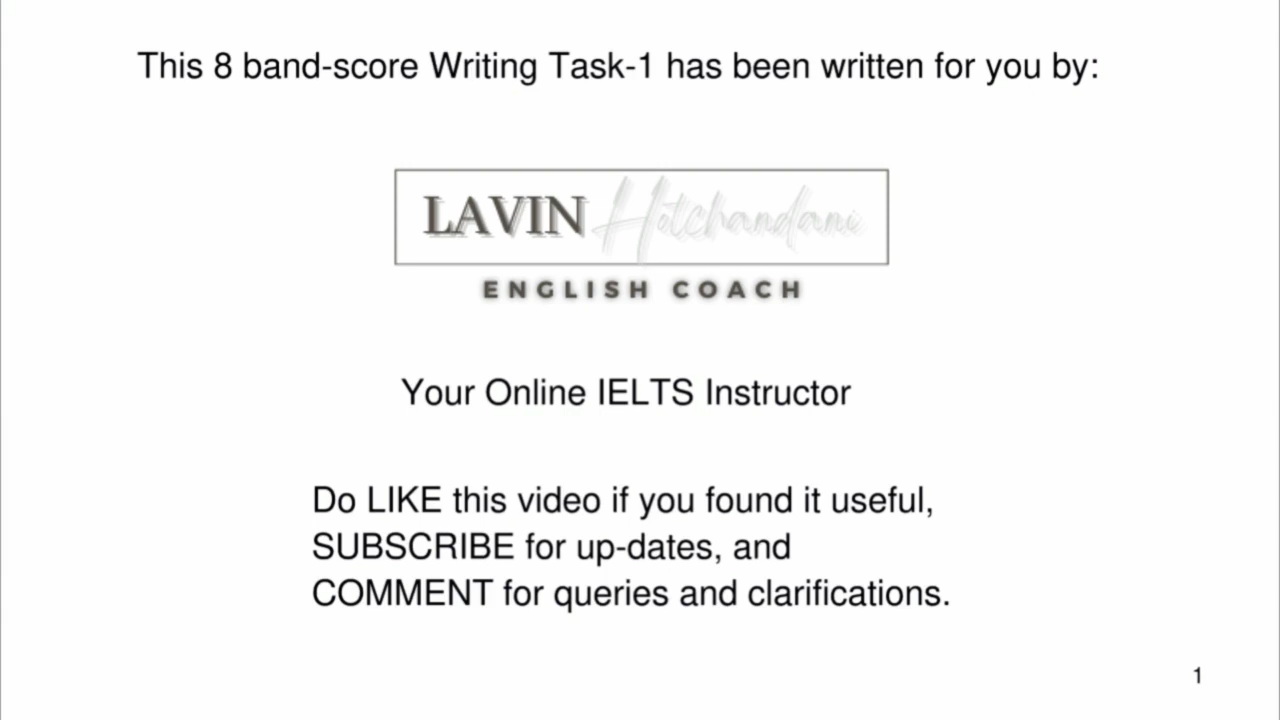 This 8 band-score Writing Task-1 has been written for you by:
LAVIN Hotchandani
ENGLISH COACH
Your Online IELTS Instructor
Do LIKE this video if you found it useful,
SUBSCRIBE for up-dates, and
COMMENT for queries and clarifications.
1